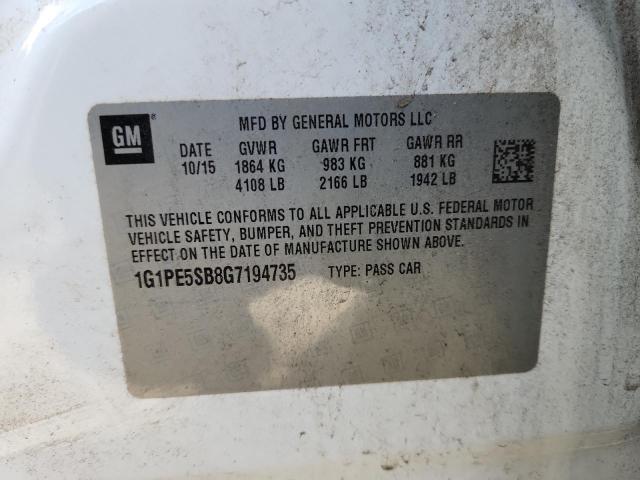 GM
MFD BY GENERAL MOTORS LLC
DATE GVWR GAWR FRT GAWR RR
10/15 1864 KG 983 KG 881 KG
4108 LB 2166 LB 1942 LB
THIS VEHICLE CONFORMS TO ALL APPLICABLE U.S. FEDERAL MOTOR
VEHICLE SAFETY, BUMPER, AND THEFT PREVENTION STANDARDS IN
EFFECT ON THE DATE OF MANUFACTURE SHOWN ABOVE.
1G1PE5SB8G7194735 TYPE: PASS CAR